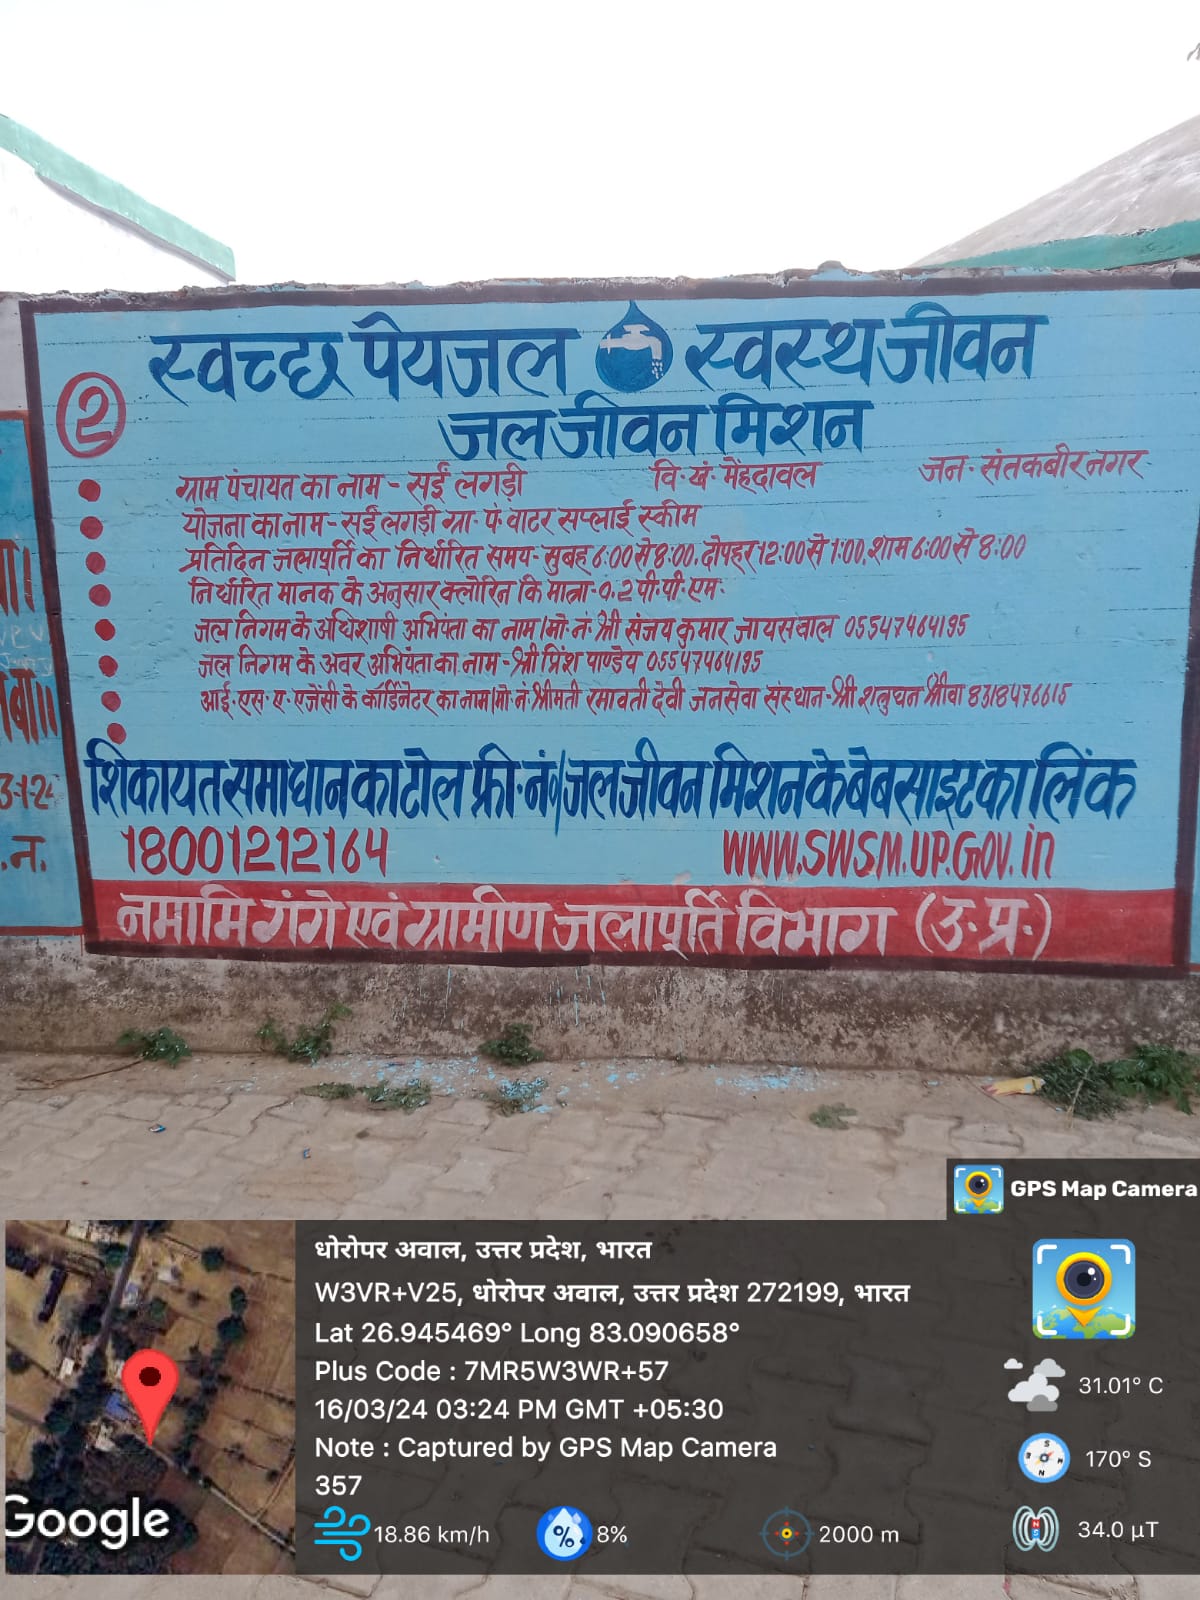 स्वच्छ पेयजल स्वस्थ जीवन
२
जल जीवन मिशन
ग्राम पंचायत का नाम - सई लगड़ी वि.खं. मेंहदावल जन. संतकबीर नगर
योजना का नाम - सई लगड़ी ग्रा. पं. वाटर सप्लाई स्कीम
प्रतिदिन जलापूर्ति का निर्धारित समय - सुबह 6:00 से 8:00, दोपहर 12:00 से 1:00, शाम 6:00 से 8:00
निर्धारित मानक के अनुसार क्लोरिन कि मात्रा - 0.2 पी.पी.एम.
जल निगम के अधिशाषी अभियंता का नाम/मो.नं. श्री संजय कुमार जायसवाल 05547464195
जल निगम के अवर अभियंता का नाम - श्री प्रिंश पाण्डेय 05547464195
आई.एस.ए. एजेंसी के कॉर्डिनेटर का नाम/मो.नं. श्रीमती रमावती देवी जनसेवा संस्थान - श्री शत्रुघन श्रीवा 8318476615
शिकायत समाधान का टोल फ्री.नं./जल जीवन मिशन के बेबसाइट का लिंक
18001212164 WWW.SWSM.UP.GOV.in
नमामि गंगे एवं ग्रामीण जलापूर्ति विभाग (उ.प्र.)
3-1-2
.न.
GPS Map Camera
धोरोपर अवाल, उत्तर प्रदेश, भारत
W3VR+V25, धोरोपर अवाल, उत्तर प्रदेश 272199, भारत
Lat 26.945469° Long 83.090658°
Plus Code : 7MR5W3WR+57
16/03/24 03:24 PM GMT +05:30
Note : Captured by GPS Map Camera
357
Google
18.86 km/h 8% 2000 m
31.01° C
170° S
34.0 µT